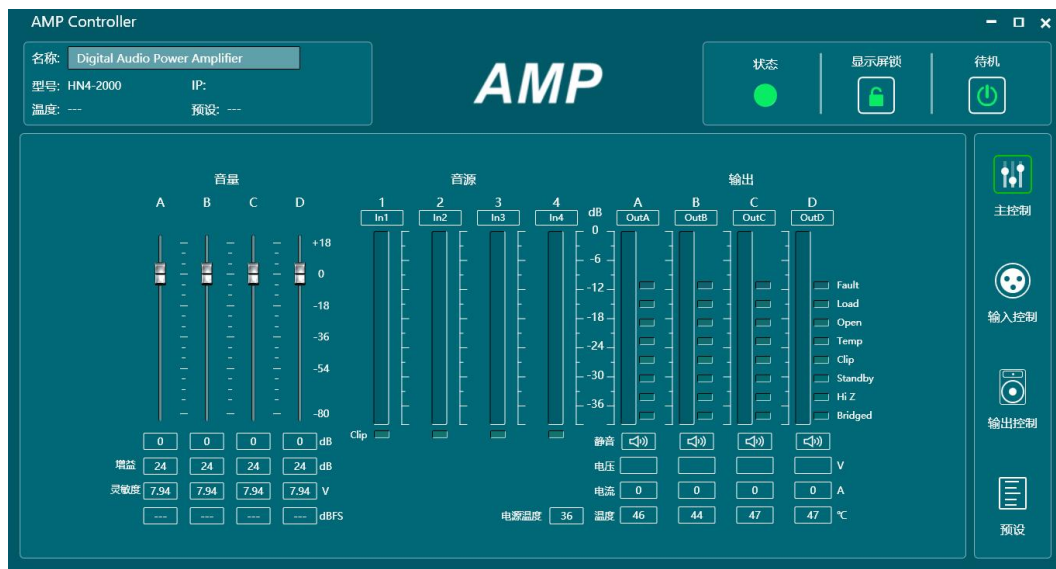 AMP Controller
名称: Digital Audio Power Amplifier
型号: HN4-2000 IP:
温度: --- 预设: ---
AMP
状态 显示屏锁 待机
音量 音源 输出
A B C D 1 2 3 4 dB A B C D
In1 In2 In3 In4 OutA OutB OutC OutD
+18
0
-18
-36
-54
-80
0
-6
-12
-18
-24
-30
-36
Fault
Load
Open
Temp
Clip
Standby
Hi Z
Bridged
0 0 0 0 dB Clip 静音
增益 24 24 24 24 dB 电压 V
灵敏度 7.94 7.94 7.94 7.94 V 电流 0 0 0 0 A
--- --- --- --- dBFS 电源温度 36 温度 46 44 47 47 ℃
主控制
输入控制
输出控制
预设